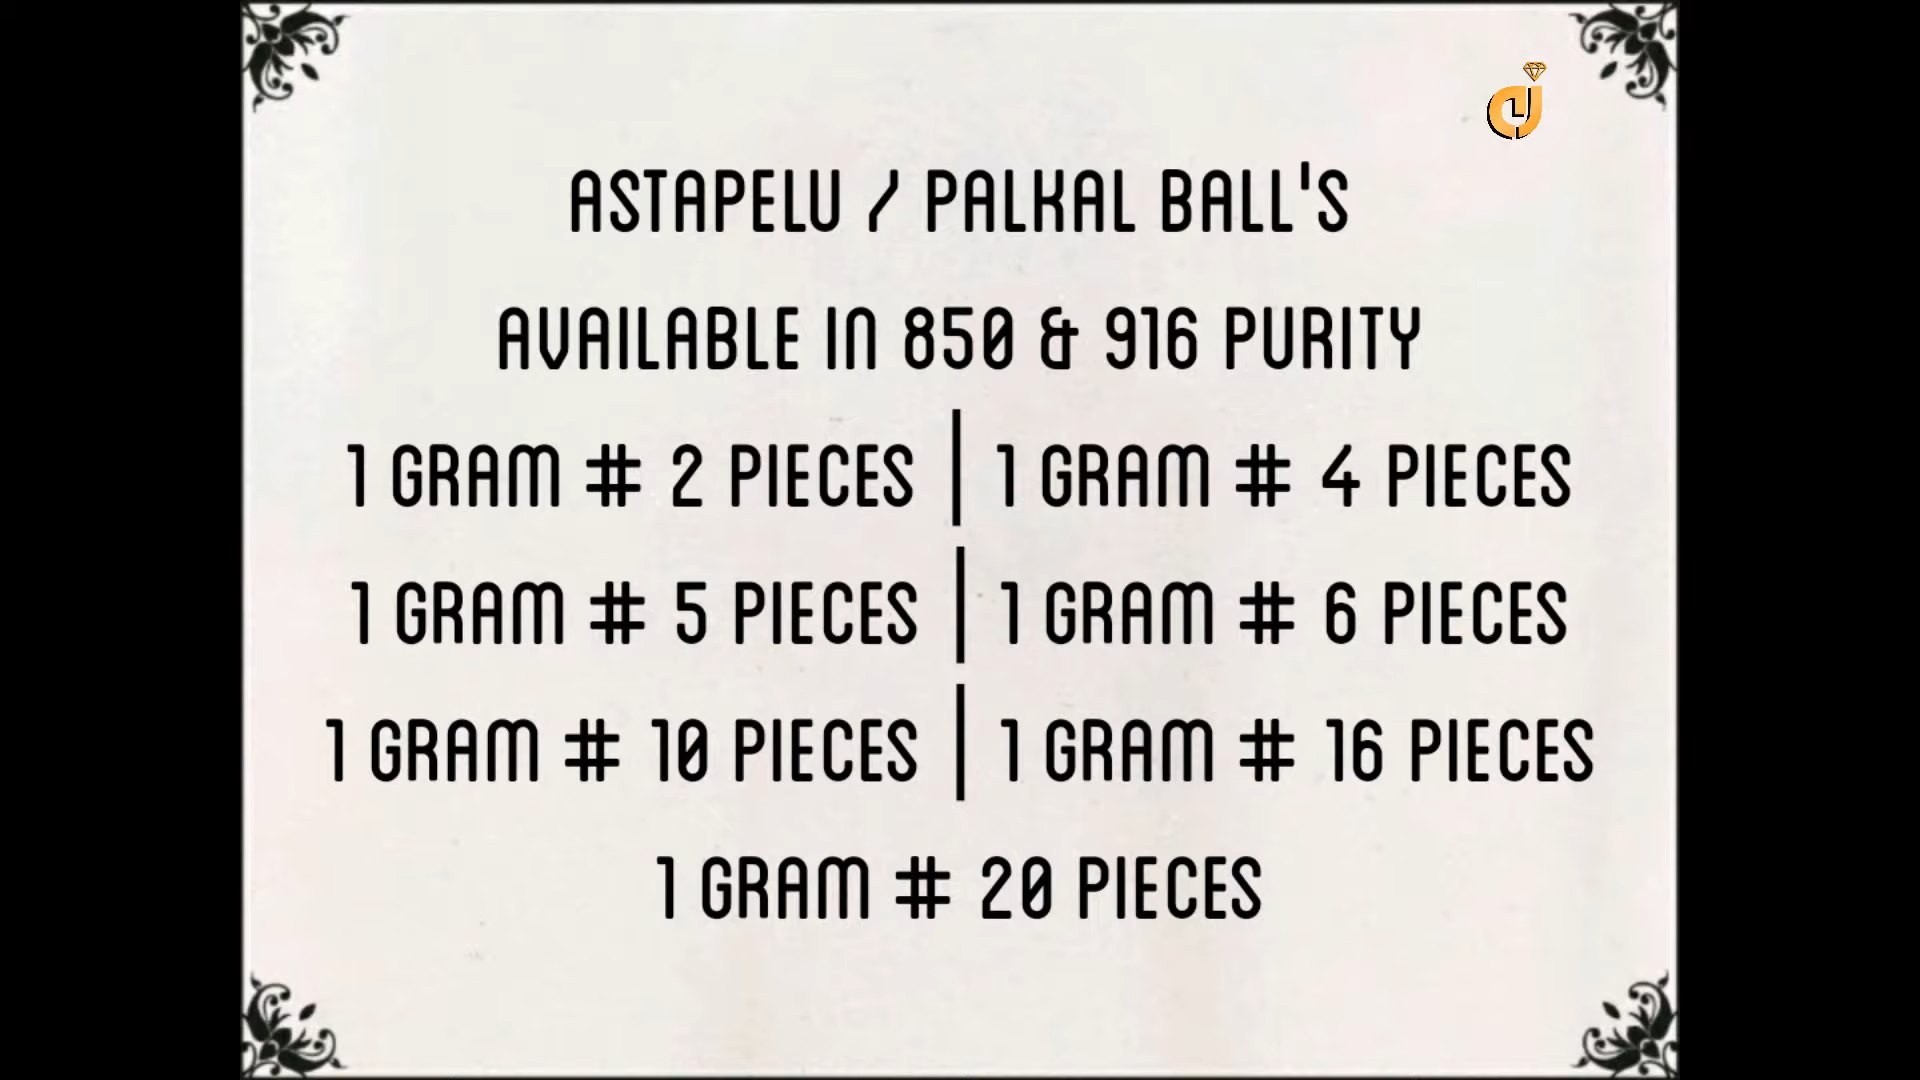 ASTAPELU / PALKAL BALL'S
AVAILABLE IN 850 & 916 PURITY
1 GRAM # 2 PIECES | 1 GRAM # 4 PIECES
1 GRAM # 5 PIECES | 1 GRAM # 6 PIECES
1 GRAM # 10 PIECES | 1 GRAM # 16 PIECES
1 GRAM # 20 PIECES